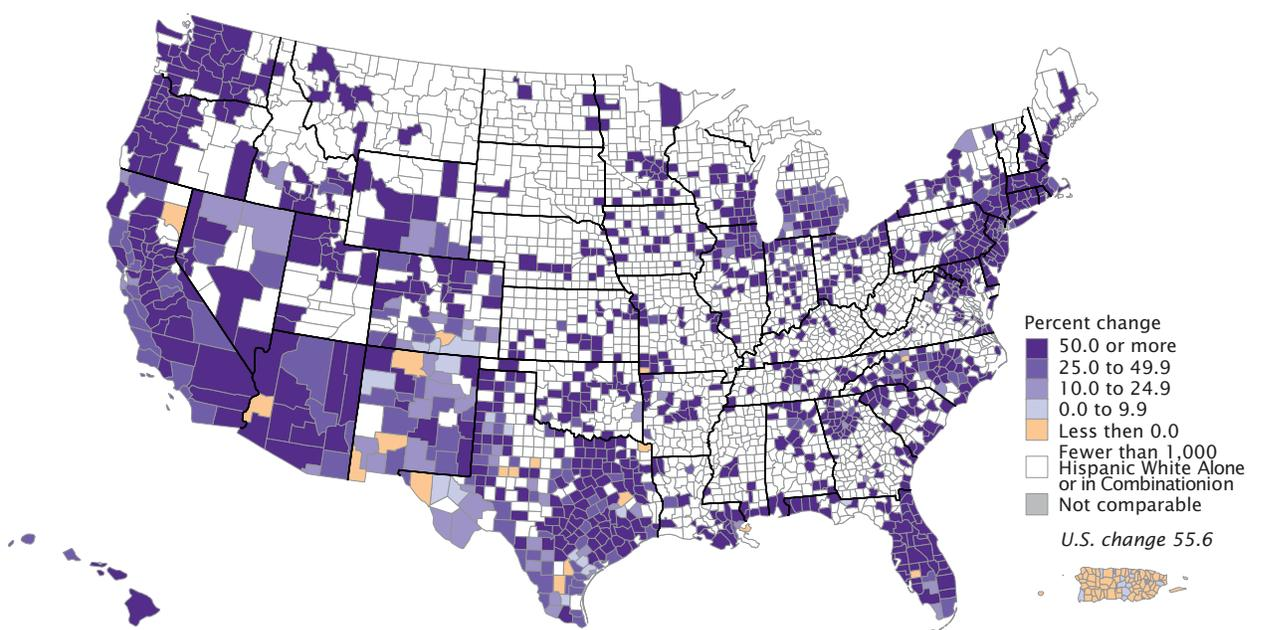 Percent change
50.0 or more
25.0 to 49.9
10.0 to 24.9
0.0 to 9.9
Less then 0.0
Fewer than 1,000
Hispanic White Alone
or in Combinationion
Not comparable
U.S. change 55.6